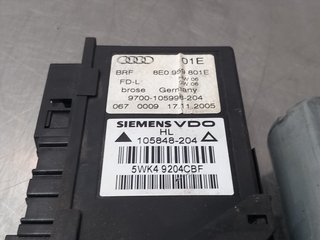 01E
BRF 8E0 959 801E
FD-L
brose Germany
9700-105996-204
067 0009 17.11.2005
SIEMENS VDO
HL
105848-204
5WK4 9204CBF